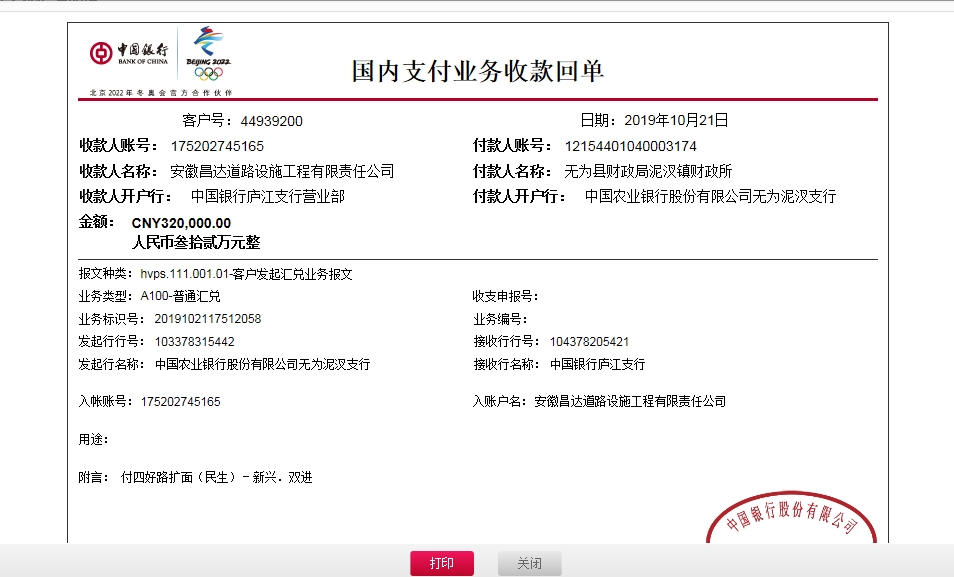 中国银行
BANK OF CHINA
BEIJING 2022
北京2022年冬奥会官方合作伙伴
国内支付业务收款回单
客户号：44939200
日期：2019年10月21日
收款人账号：175202745165
付款人账号：12154401040003174
收款人名称：安徽昌达道路设施工程有限责任公司
付款人名称：无为县财政局泥汊镇财政所
收款人开户行：中国银行庐江支行营业部
付款人开户行：中国农业银行股份有限公司无为泥汊支行
金额：CNY320,000.00
人民币叁拾贰万元整
报文种类：hvps.111.001.01-客户发起汇兑业务报文
业务类型：A100-普通汇兑
收支申报号：
业务标识号：2019102117512058
业务编号：
发起行行号：103378315442
接收行行号：104378205421
发起行名称：中国农业银行股份有限公司无为泥汊支行
接收行名称：中国银行庐江支行
入帐账号：175202745165
入账户名：安徽昌达道路设施工程有限责任公司
用途：
附言：付四好路扩面（民生）－新兴．双进
中国银行股份有限公司
打印
关闭